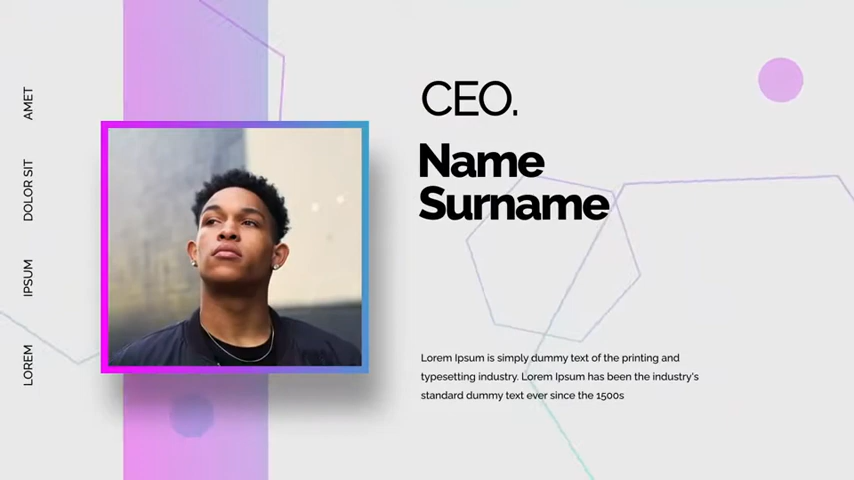 AMET
DOLOR SIT
IPSUM
LOREM
CEO.
Name
Surname
Lorem Ipsum is simply dummy text of the printing and
typesetting industry. Lorem Ipsum has been the industry's
standard dummy text ever since the 1500s